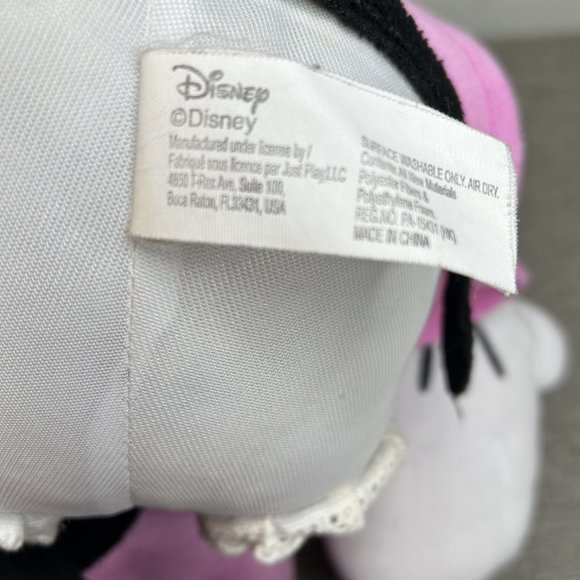 Disney
©Disney
Manufactured under license by /
Fabriqué sous licence par Just Play LLC
4850 T-Rex Ave, Suite 100,
Boca Raton, FL33431, USA
SURFACE WASHABLE ONLY. AIR DRY.
Contents: All New Materials
Polyester Fibers &
Polyethylene Foam.
REG.NO. PA-15431 (HK)
MADE IN CHINA